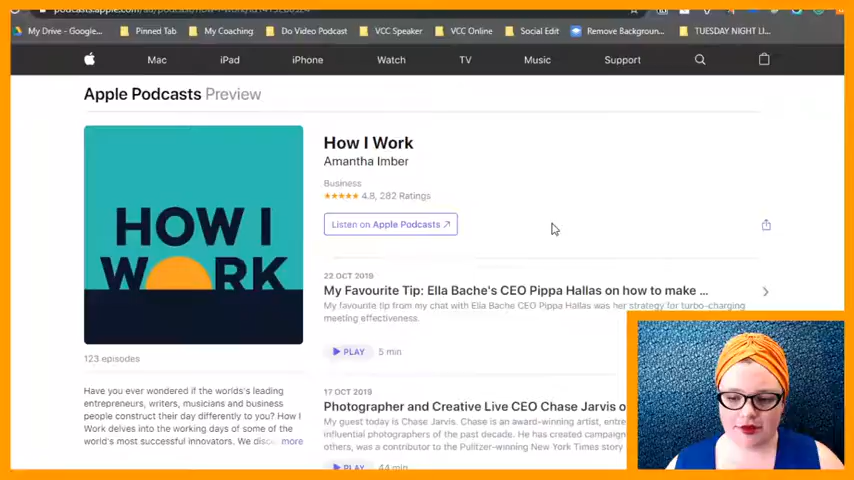 My Drive - Google... Pinned Tab My Coaching Do Video Podcast VCC Speaker VCC Online Social Edit Remove Backgroun... TUESDAY NIGHT LI...
Mac iPad iPhone Watch TV Music Support
Apple Podcasts Preview
HOW I
WORK
123 episodes
Have you ever wondered if the worlds's leading
entrepreneurs, writers, musicians and business
people construct their day differently to you? How I
Work delves into the working days of some of the
world's most successful innovators. We disc more
How I Work
Amantha Imber
Business
★★★★★ 4.8, 282 Ratings
Listen on Apple Podcasts ↗
22 OCT 2019
My Favourite Tip: Ella Bache's CEO Pippa Hallas on how to make ...
My favourite tip from my chat with Ella Bache CEO Pippa Hallas was her strategy for turbo-charging
meeting effectiveness.
PLAY 5 min
17 OCT 2019
Photographer and Creative Live CEO Chase Jarvis o
My guest today is Chase Jarvis. Chase is an award-winning artist, entre
influential photographers of the past decade. He has created campaign
others, was a contributor to the Pulitzer-winning New York Times story
PLAY 44 min